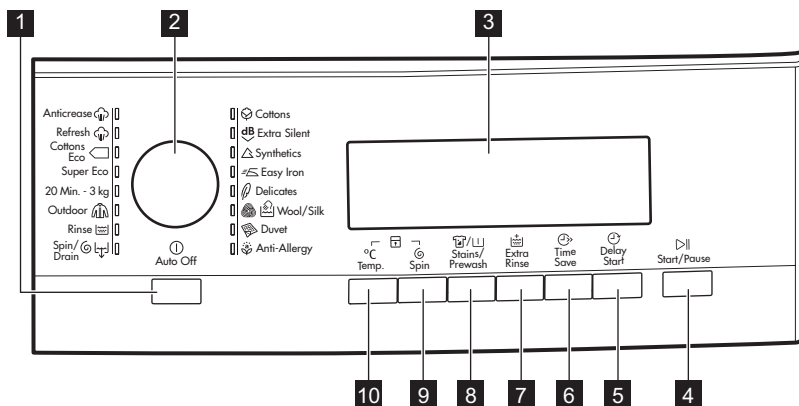 1
2
3
Anticrease
Refresh
Cottons
Eco
Super Eco
20 Min. - 3 kg
Outdoor
Rinse
Spin/
Drain
Auto Off
Cottons
dB Extra Silent
Synthetics
Easy Iron
Delicates
Wool/Silk
Duvet
Anti-Allergy
°C
Temp.
Spin
Stains/
Prewash
Extra
Rinse
Time
Save
Delay
Start
Start/Pause
10
9
8
7
6
5
4